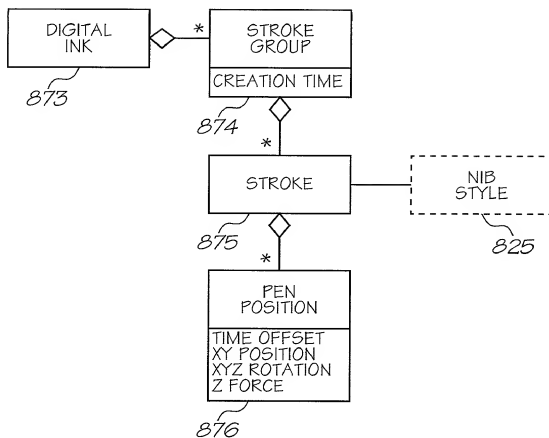 DIGITAL
INK
873
*
STROKE
GROUP
CREATION TIME
874
*
STROKE
875
NIB
STYLE
825
*
PEN
POSITION
TIME OFFSET
XY POSITION
XYZ ROTATION
Z FORCE
876